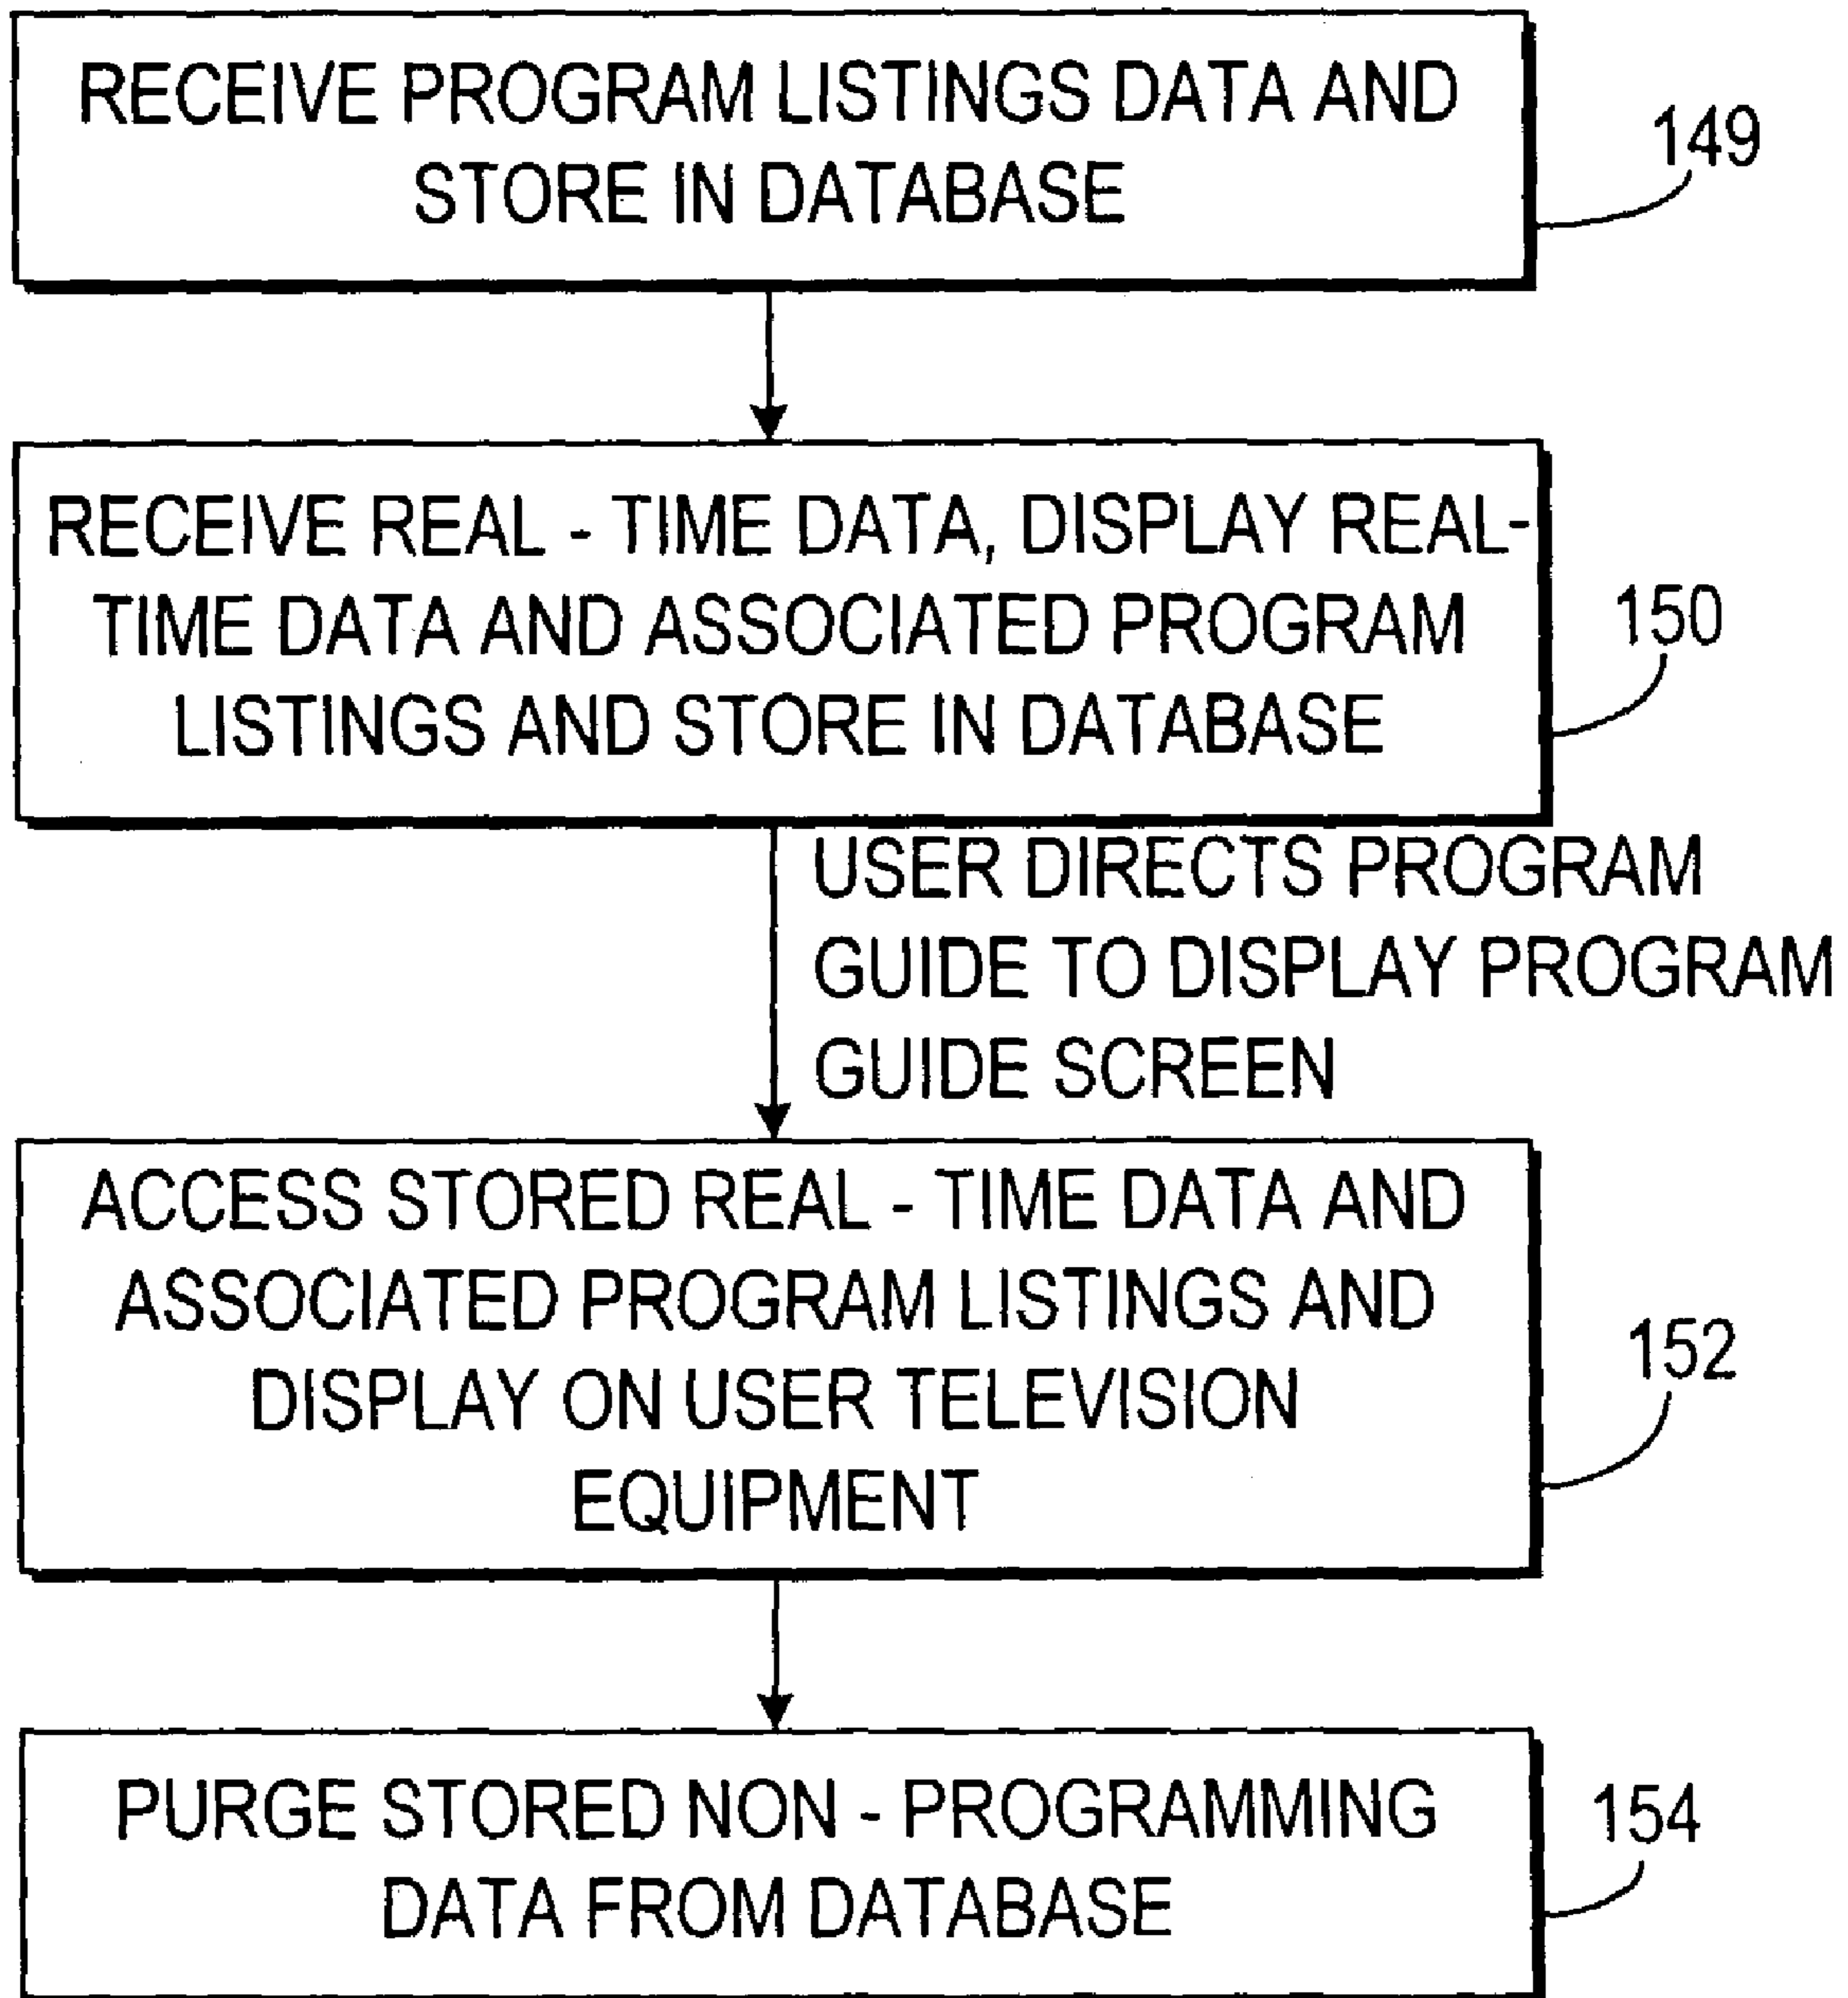 RECEIVE PROGRAM LISTINGS DATA AND
STORE IN DATABASE
149
RECEIVE REAL - TIME DATA, DISPLAY REAL-
TIME DATA AND ASSOCIATED PROGRAM
LISTINGS AND STORE IN DATABASE
150
USER DIRECTS PROGRAM
GUIDE TO DISPLAY PROGRAM
GUIDE SCREEN
ACCESS STORED REAL - TIME DATA AND
ASSOCIATED PROGRAM LISTINGS AND
DISPLAY ON USER TELEVISION
EQUIPMENT
152
PURGE STORED NON - PROGRAMMING
DATA FROM DATABASE
154